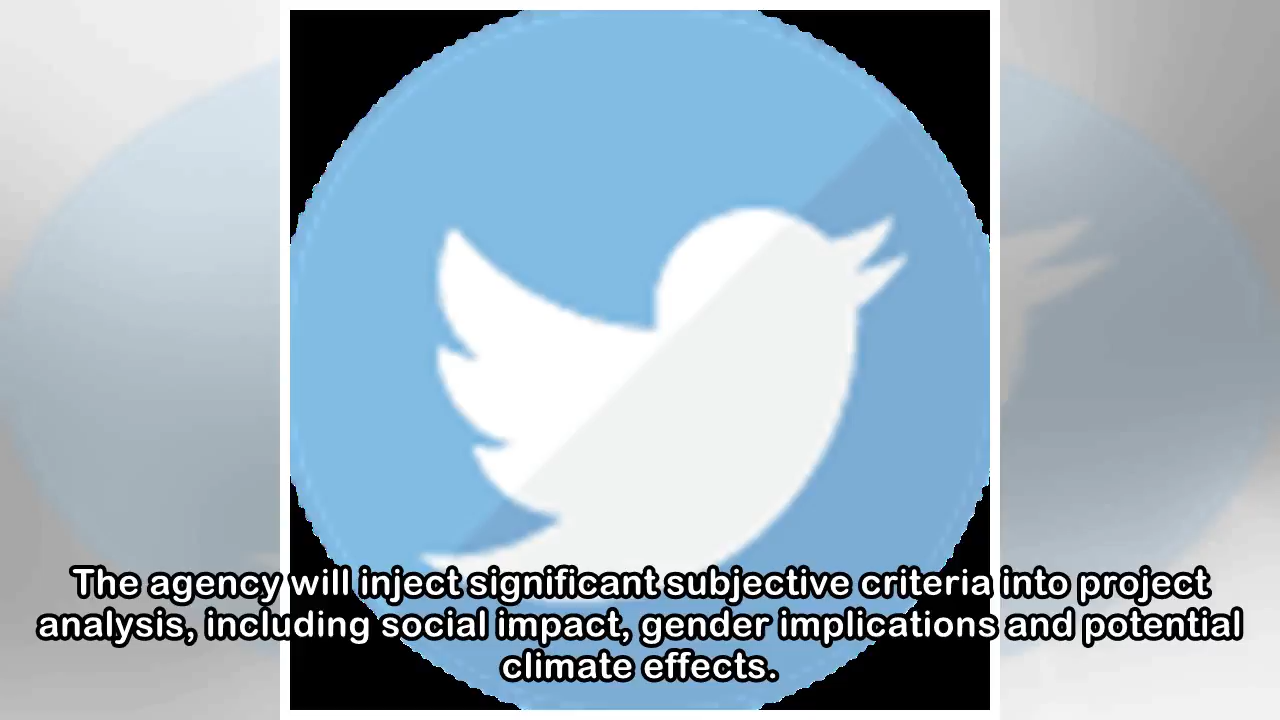 The agency will inject significant subjective criteria into project
analysis, including social impact, gender implications and potential
climate effects.